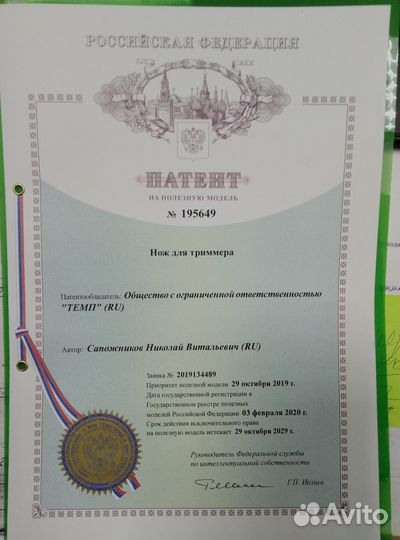 РОССИЙСКАЯ ФЕДЕРАЦИЯ
ПАТЕНТ
НА ПОЛЕЗНУЮ МОДЕЛЬ
№ 195649
Нож для триммера
Патентообладатель: Общество с ограниченной ответственностью
"ТЕМП" (RU)
Автор: Сапожников Николай Витальевич (RU)
Заявка № 2019134489
Приоритет полезной модели 29 октября 2019 г.
Дата государственной регистрации в
Государственном реестре полезных
моделей Российской Федерации 03 февраля 2020 г.
Срок действия исключительного права
на полезную модель истекает 29 октября 2029 г.
Руководитель Федеральной службы
по интеллектуальной собственности
Г.П. Ивлиев
Avito